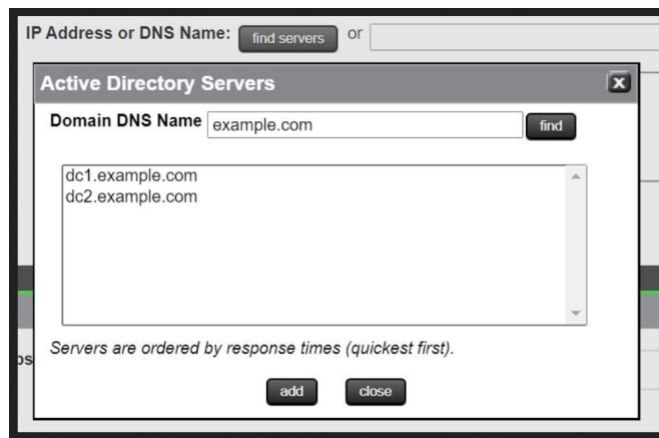 IP Address or DNS Name: find servers or
Active Directory Servers X
Domain DNS Name example.com find
dc1.example.com
dc2.example.com
Servers are ordered by response times (quickest first).
add close